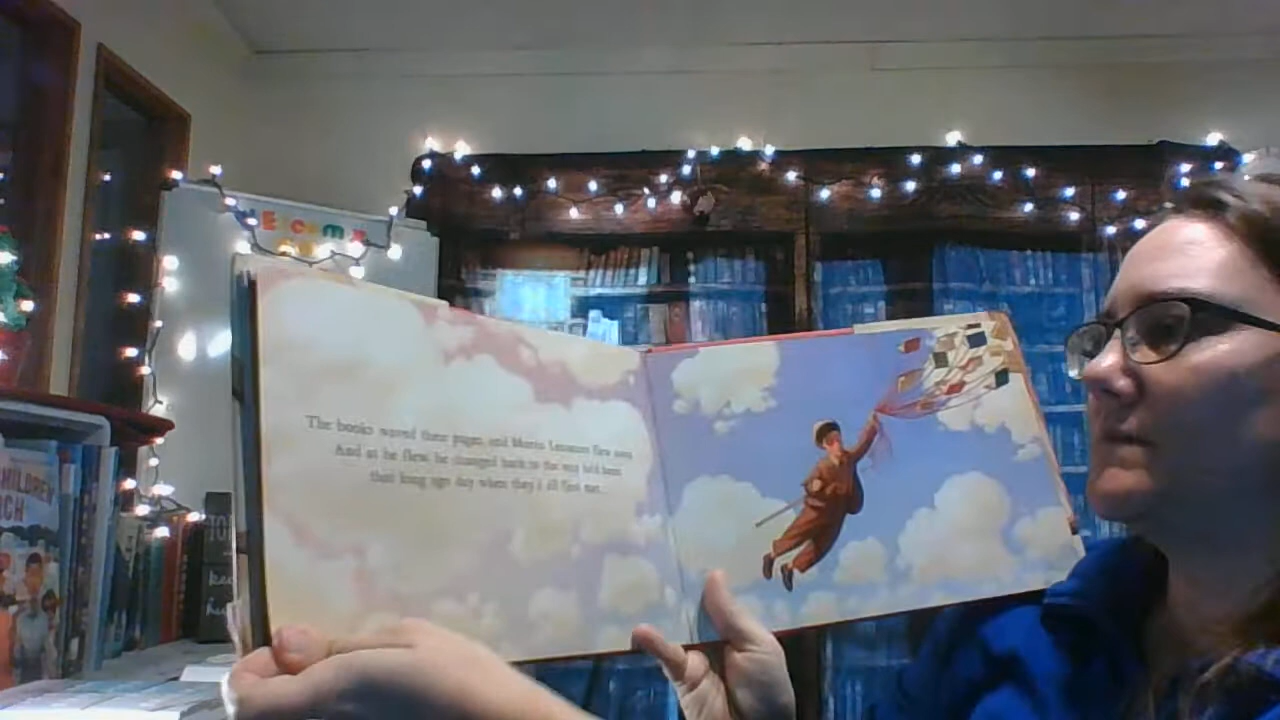 The books waved their pages and Morris Lessmore flew away.
And as he flew, he changed back to the way he'd been
that long ago day when they'd all first met.
CHILDREN